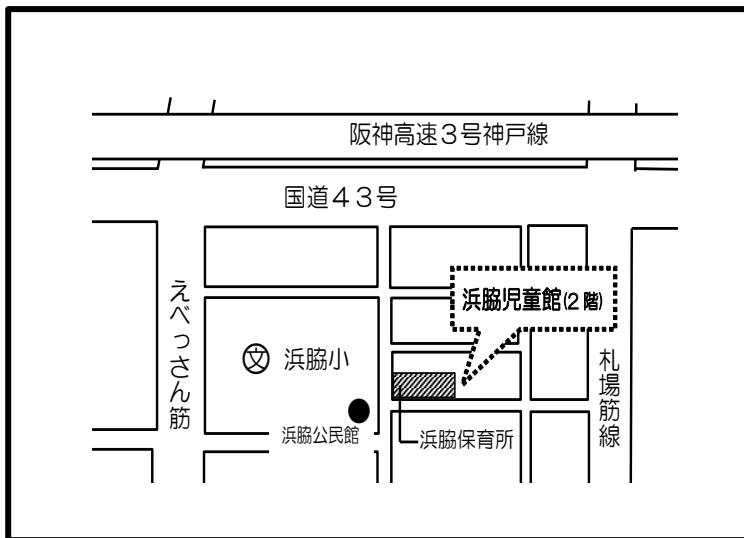 阪神高速３号神戸線
国道４３号
えべっさん筋
浜脇児童館(2階)
文 浜脇小
札場筋線
浜脇公民館
浜脇保育所